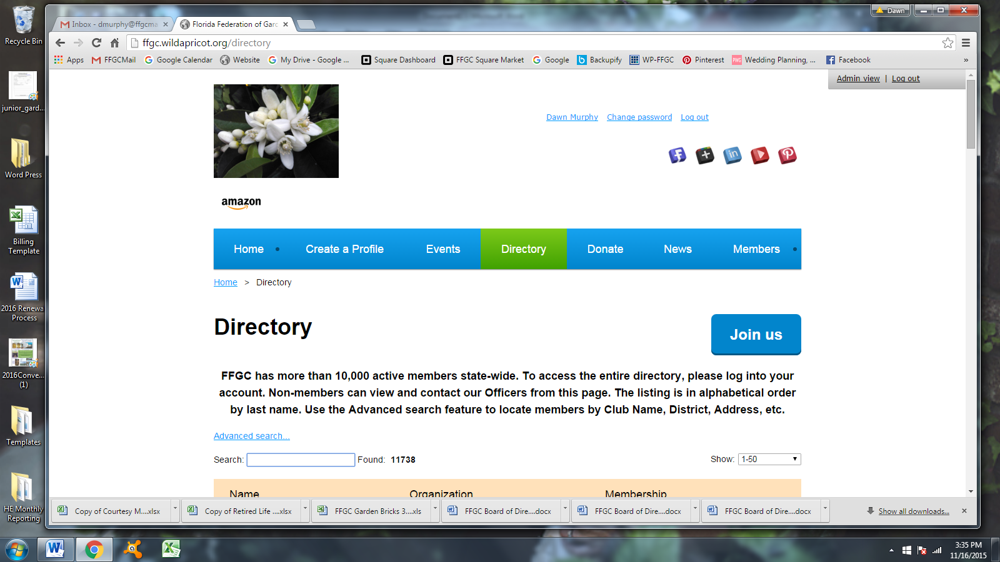 Dawn
Recycle Bin
junior_gard...
Word Press
Billing
Template
2016 Renewa
Process
2016Conve...
(1)
Templates
HE Monthly
Reporting
Inbox - dmurphy@ffgcma
Florida Federation of Gard
ffgc.wildapricot.org/directory
Apps FFGCMail Google Calendar Website My Drive - Google ... Square Dashboard FFGC Square Market Google Backupify WP-FFGC Pinterest Wedding Planning, ... Facebook »
Admin view | Log out
Dawn Murphy Change password Log out
amazon
Home Create a Profile Events Directory Donate News Members
Home > Directory
Directory
Join us
FFGC has more than 10,000 active members state-wide. To access the entire directory, please log into your
account. Non-members can view and contact our Officers from this page. The listing is in alphabetical order
by last name. Use the Advanced search feature to locate members by Club Name, District, Address, etc.
Advanced search...
Search: Found: 11738 Show: 1-50
Name Organization Membership
Copy of Courtesy M....xlsx Copy of Retired Life ....xlsx FFGC Garden Bricks 3....xls FFGC Board of Dire....docx FFGC Board of Dire....docx FFGC Board of Dire....docx Show all downloads...
3:35 PM
11/16/2015